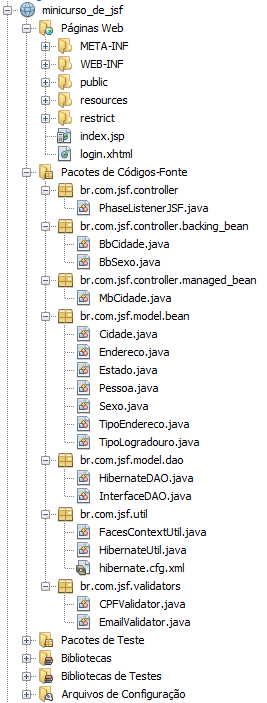 minicurso_de_jsf
Páginas Web
META-INF
WEB-INF
public
resources
restrict
index.jsp
login.xhtml
Pacotes de Códigos-Fonte
br.com.jsf.controller
PhaseListenerJSF.java
br.com.jsf.controller.backing_bean
BbCidade.java
BbSexo.java
br.com.jsf.controller.managed_bean
MbCidade.java
br.com.jsf.model.bean
Cidade.java
Endereco.java
Estado.java
Pessoa.java
Sexo.java
TipoEndereco.java
TipoLogradouro.java
br.com.jsf.model.dao
HibernateDAO.java
InterfaceDAO.java
br.com.jsf.util
FacesContextUtil.java
HibernateUtil.java
hibernate.cfg.xml
br.com.jsf.validators
CPFValidator.java
EmailValidator.java
Pacotes de Teste
Bibliotecas
Bibliotecas de Testes
Arquivos de Configuração